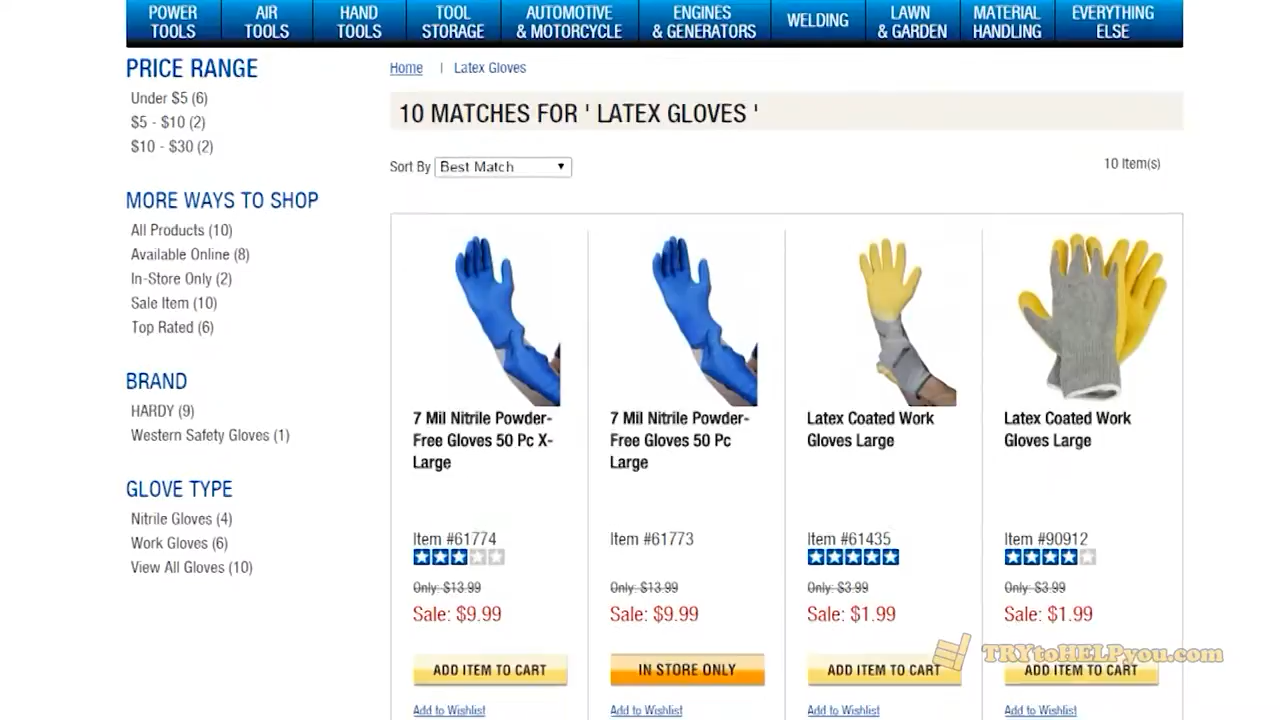 POWER TOOLS
AIR TOOLS
HAND TOOLS
TOOL STORAGE
AUTOMOTIVE & MOTORCYCLE
ENGINES & GENERATORS
WELDING
LAWN & GARDEN
MATERIAL HANDLING
EVERYTHING ELSE
PRICE RANGE
Under $5 (6)
$5 - $10 (2)
$10 - $30 (2)
MORE WAYS TO SHOP
All Products (10)
Available Online (8)
In-Store Only (2)
Sale Item (10)
Top Rated (6)
BRAND
HARDY (9)
Western Safety Gloves (1)
GLOVE TYPE
Nitrile Gloves (4)
Work Gloves (6)
View All Gloves (10)
Home | Latex Gloves
10 MATCHES FOR ' LATEX GLOVES '
Sort By Best Match
10 Item(s)
7 Mil Nitrile Powder-
Free Gloves 50 Pc X-
Large
Item #61774
Only: $13.99
Sale: $9.99
ADD ITEM TO CART
Add to Wishlist
7 Mil Nitrile Powder-
Free Gloves 50 Pc
Large
Item #61773
Only: $13.99
Sale: $9.99
IN STORE ONLY
Add to Wishlist
Latex Coated Work
Gloves Large
Item #61435
Only: $3.99
Sale: $1.99
ADD ITEM TO CART
Add to Wishlist
Latex Coated Work
Gloves Large
Item #90912
Only: $3.99
Sale: $1.99
ADD ITEM TO CART
Add to Wishlist
TRYtoHELPyou.com